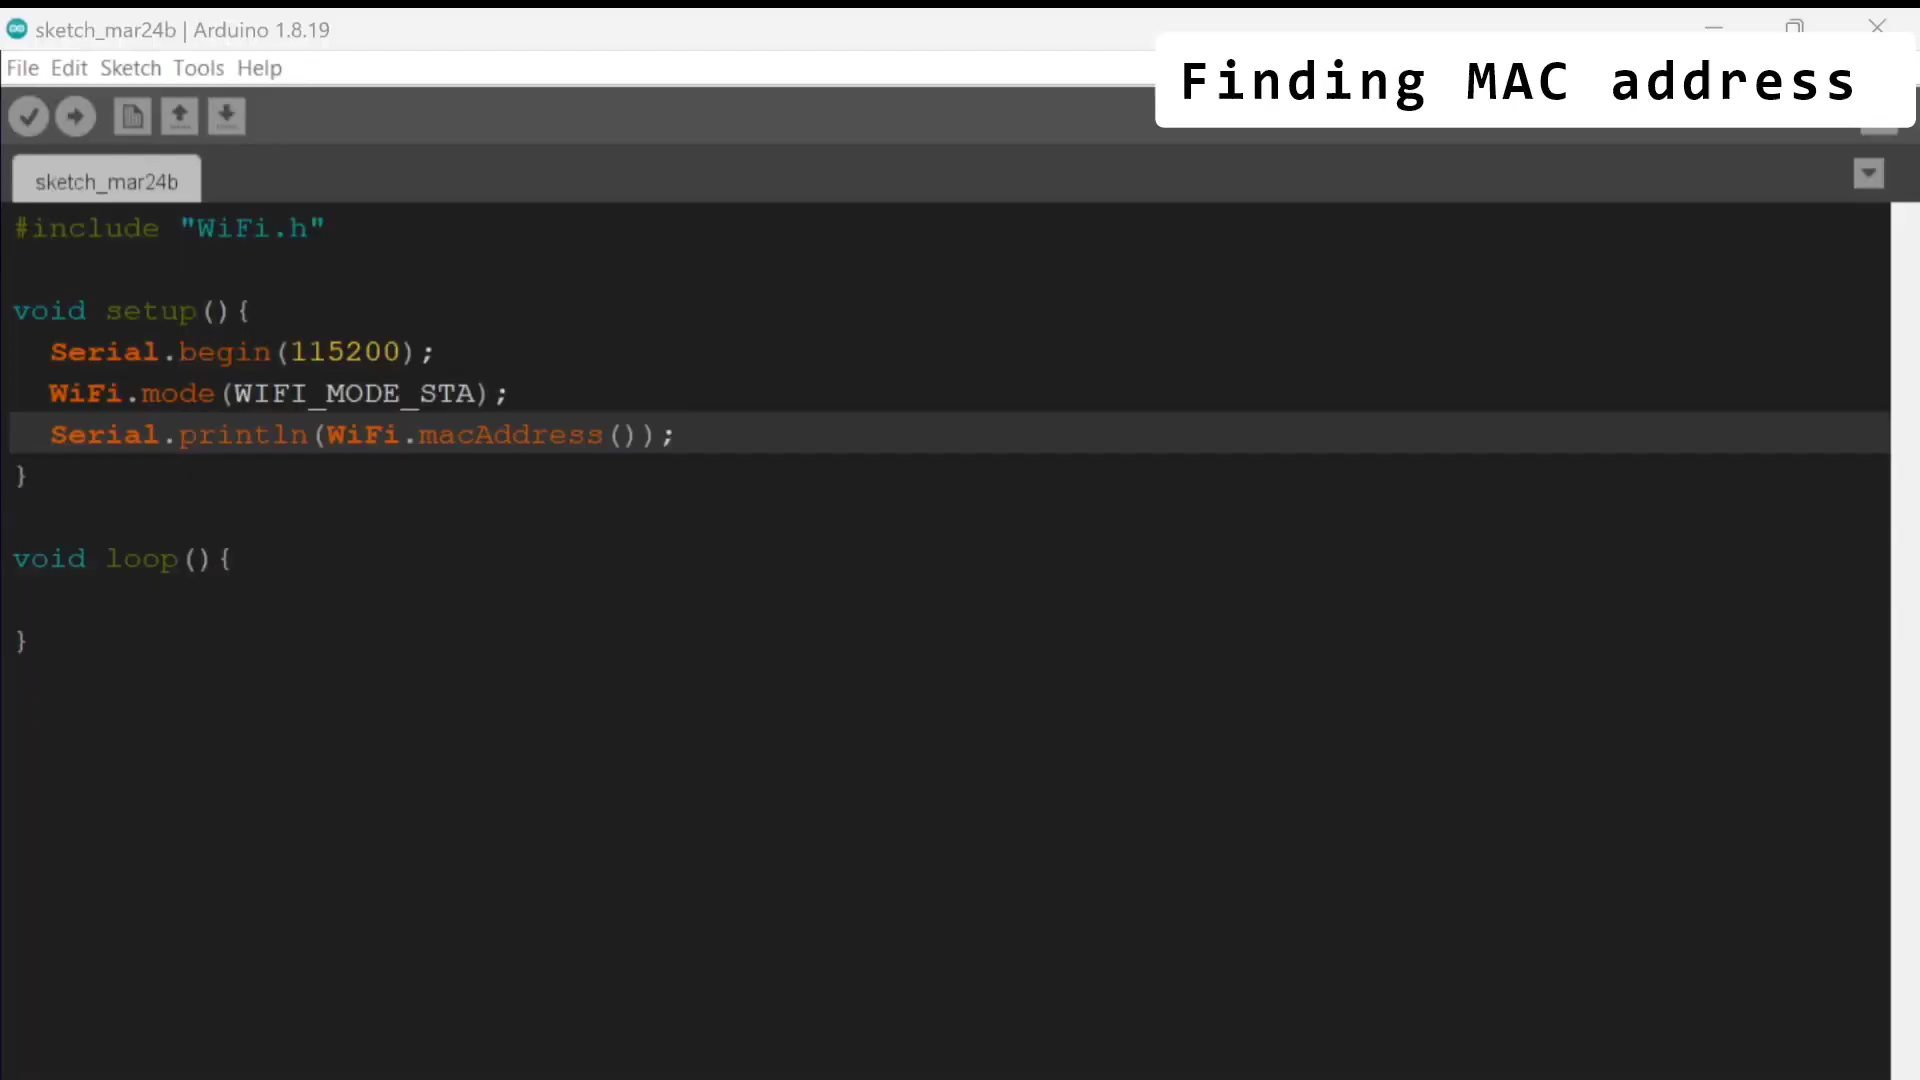 sketch_mar24b | Arduino 1.8.19
File Edit Sketch Tools Help
Finding MAC address
sketch_mar24b
#include "WiFi.h"
void setup(){
  Serial.begin(115200);
  WiFi.mode(WIFI_MODE_STA);
  Serial.println(WiFi.macAddress());
}
void loop(){
}